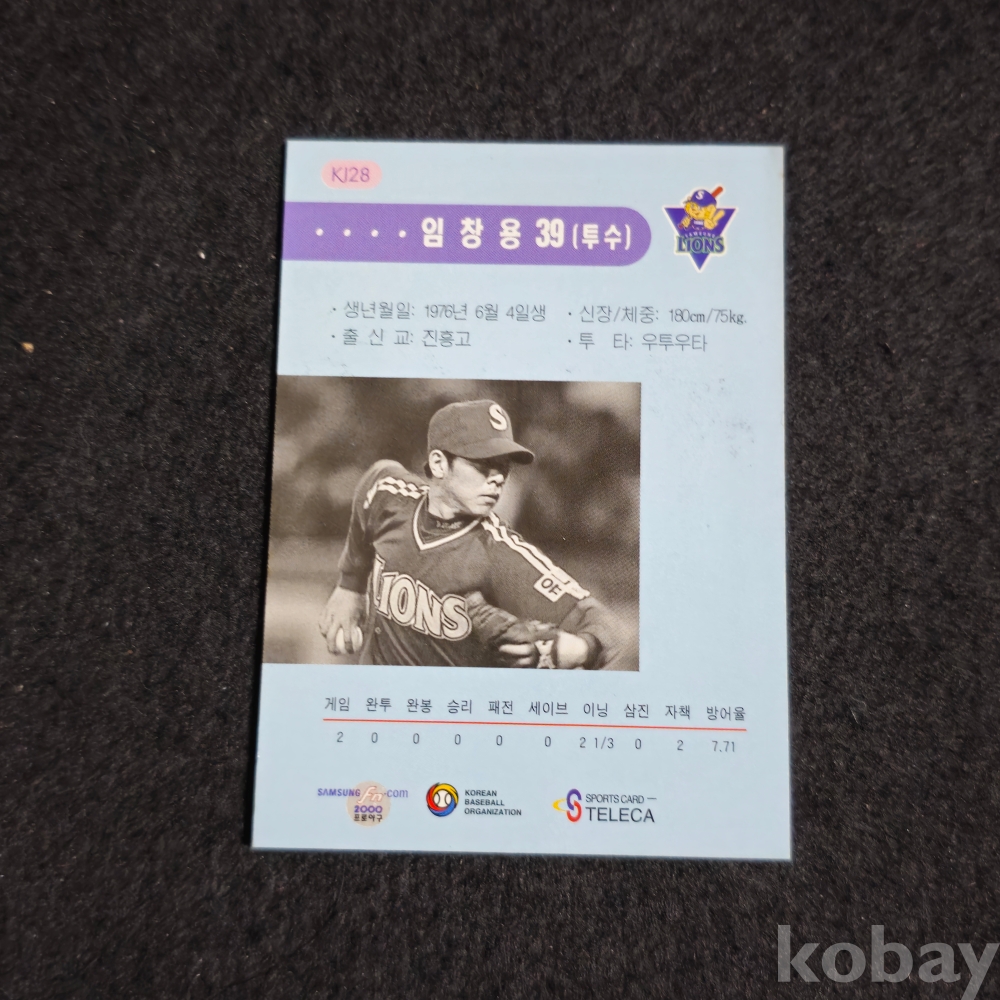 KJ28
· · · · 임 창 용 39 (투수)
S
SAMSUNG
LIONS
· 생년월일: 1976년 6월 4일생 · 신장/체중: 180cm/75kg.
· 출 신 교: 진흥고 · 투 타: 우투우타
S
LIONS
야
게임 완투 완봉 승리 패전 세이브 이닝 삼진 자책 방어율
2 0 0 0 0 0 2 1/3 0 2 7.71
SAMSUNG fn.com
2000
프로야구
KOREAN
BASEBALL
ORGANIZATION
SPORTS CARD
TELECA
kobay